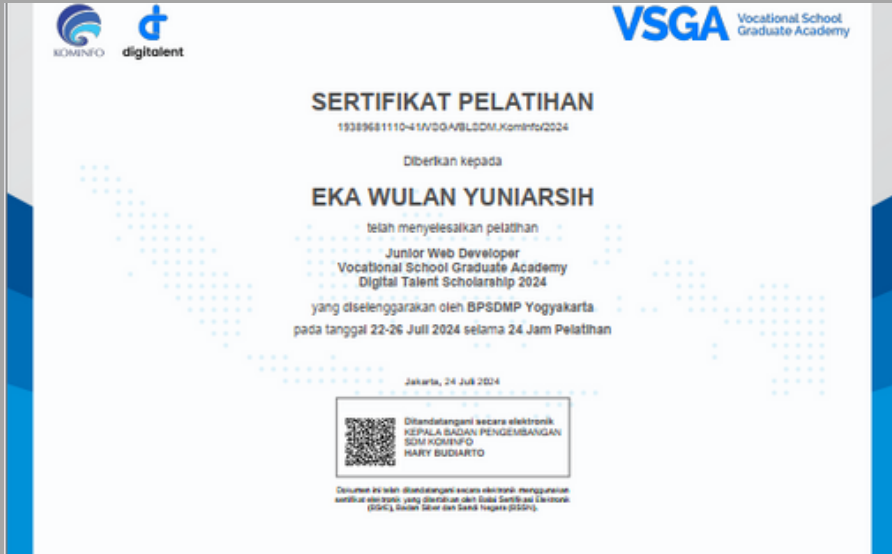 KOMINFO
digitalent
VSGA Vocational School
Graduate Academy
SERTIFIKAT PELATIHAN
19389681110-41/VSGA/BLSDM.Kominfo/2024
Diberikan kepada
EKA WULAN YUNIARSIH
telah menyelesaikan pelatihan
Junior Web Developer
Vocational School Graduate Academy
Digital Talent Scholarship 2024
yang diselenggarakan oleh BPSDMP Yogyakarta
pada tanggal 22-26 Juli 2024 selama 24 Jam Pelatihan
Jakarta, 24 Juli 2024
Ditandatangani secara elektronik
KEPALA BADAN PENGEMBANGAN
SDM KOMINFO
HARY BUDIARTO
Dokumen ini telah ditandatangani secara elektronik menggunakan
sertifikat elektronik yang diterbitkan oleh Balai Sertifikasi Elektronik
(BSrE), Badan Siber dan Sandi Negara (BSSN).